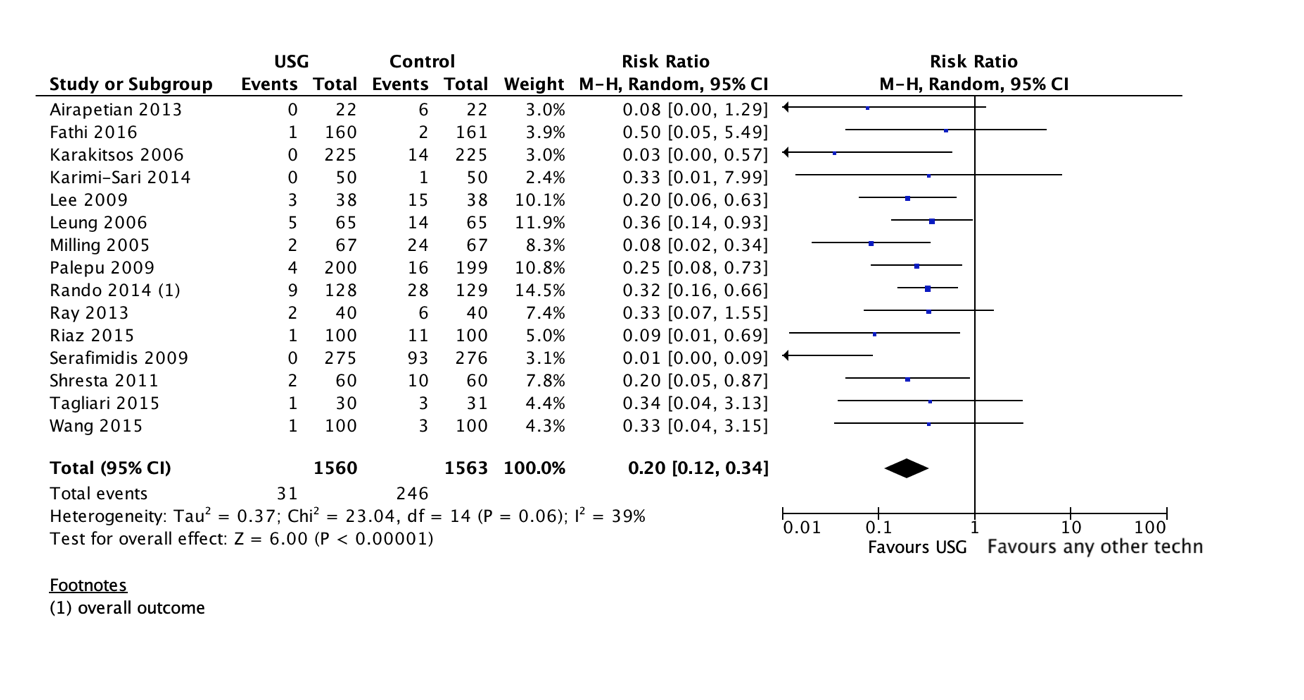 USG Control Risk Ratio Risk Ratio
Study or Subgroup Events Total Events Total Weight M-H, Random, 95% CI M-H, Random, 95% CI
Airapetian 2013 0 22 6 22 3.0% 0.08 [0.00, 1.29]
Fathi 2016 1 160 2 161 3.9% 0.50 [0.05, 5.49]
Karakitsos 2006 0 225 14 225 3.0% 0.03 [0.00, 0.57]
Karimi-Sari 2014 0 50 1 50 2.4% 0.33 [0.01, 7.99]
Lee 2009 3 38 15 38 10.1% 0.20 [0.06, 0.63]
Leung 2006 5 65 14 65 11.9% 0.36 [0.14, 0.93]
Milling 2005 2 67 24 67 8.3% 0.08 [0.02, 0.34]
Palepu 2009 4 200 16 199 10.8% 0.25 [0.08, 0.73]
Rando 2014 (1) 9 128 28 129 14.5% 0.32 [0.16, 0.66]
Ray 2013 2 40 6 40 7.4% 0.33 [0.07, 1.55]
Riaz 2015 1 100 11 100 5.0% 0.09 [0.01, 0.69]
Serafimidis 2009 0 275 93 276 3.1% 0.01 [0.00, 0.09]
Shresta 2011 2 60 10 60 7.8% 0.20 [0.05, 0.87]
Tagliari 2015 1 30 3 31 4.4% 0.34 [0.04, 3.13]
Wang 2015 1 100 3 100 4.3% 0.33 [0.04, 3.15]
Total (95% CI) 1560 1563 100.0% 0.20 [0.12, 0.34]
Total events 31 246
Heterogeneity: Tau² = 0.37; Chi² = 23.04, df = 14 (P = 0.06); I² = 39%
Test for overall effect: Z = 6.00 (P < 0.00001)
0.01 0.1 1 10 100
Favours USG Favours any other techn
Footnotes
(1) overall outcome